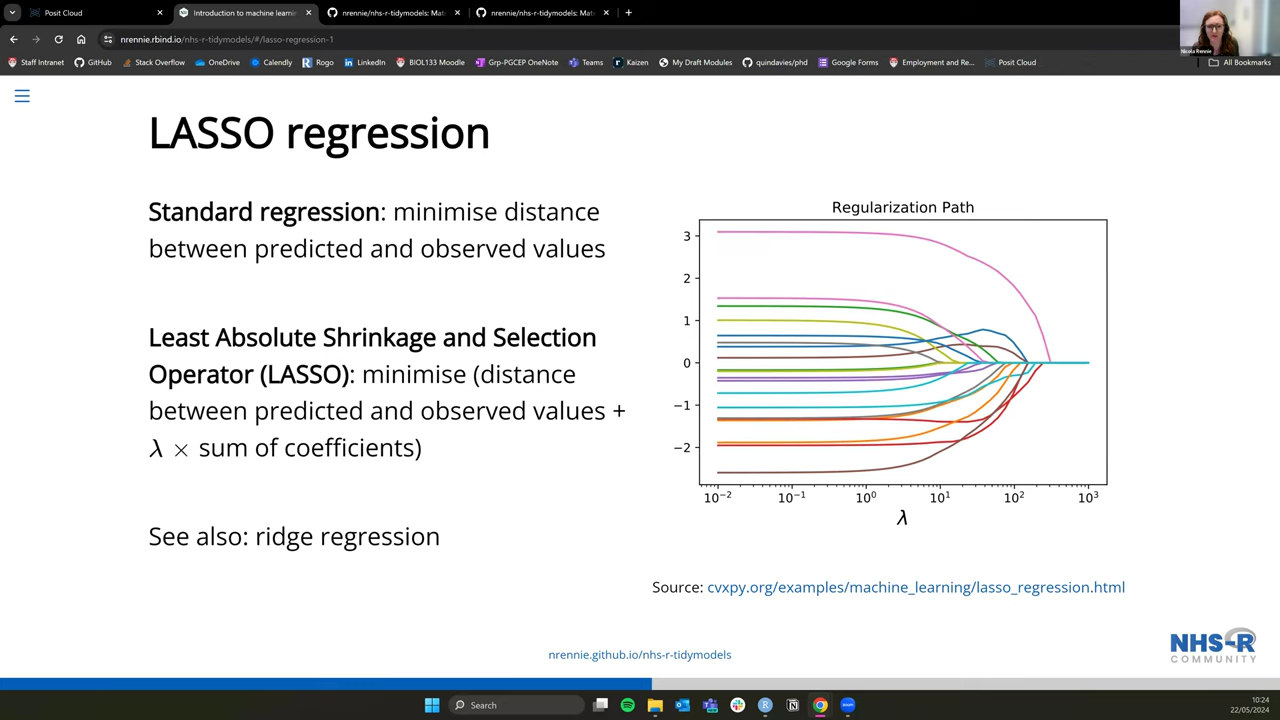 Posit Cloud
Introduction to machine learni
nrennie/nhs-r-tidymodels: Mat
nrennie/nhs-r-tidymodels: Mat
nrennie.rbind.io/nhs-r-tidymodels/#/lasso-regression-1
Nicola Rennie
Staff Intranet
GitHub
Stack Overflow
OneDrive
Calendly
Rogo
LinkedIn
BIOL133 Moodle
Grp-PGCEP OneNote
Teams
Kaizen
My Draft Modules
quindavies/phd
Google Forms
Employment and Re...
Posit Cloud
All Bookmarks
LASSO regression
Standard regression: minimise distance
between predicted and observed values
Least Absolute Shrinkage and Selection
Operator (LASSO): minimise (distance
between predicted and observed values +
λ × sum of coefficients)
See also: ridge regression
Regularization Path
3
2
1
0
−1
−2
10⁻² 10⁻¹ 10⁰ 10¹ 10² 10³
λ
Source: cvxpy.org/examples/machine_learning/lasso_regression.html
nrennie.github.io/nhs-r-tidymodels
NHS-R
COMMUNITY
Search
10:24
22/05/2024